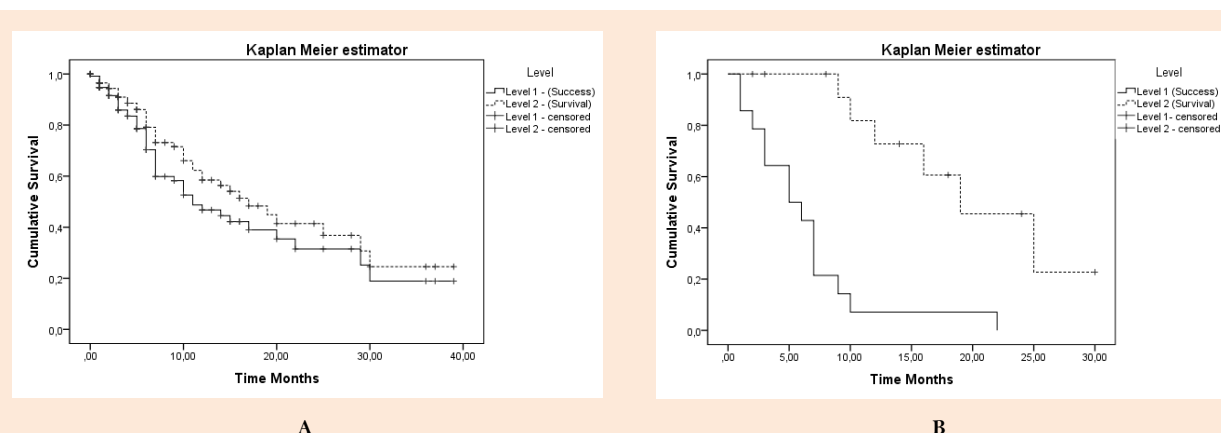 Kaplan Meier estimator
Level
Level 1 - (Success)
Level 2 - (Survival)
Level 1 - censored
Level 2 - censored
Cumulative Survival
1,0
0,8
0,6
0,4
0,2
0,0
,00
10,00
20,00
30,00
40,00
Time Months
A
Kaplan Meier estimator
Level
Level 1 (Success)
Level 2 (Survival)
Level 1- censored
Level 2 - censored
Cumulative Survival
1,0
0,8
0,6
0,4
0,2
0,0
,00
5,00
10,00
15,00
20,00
25,00
30,00
Time Months
B